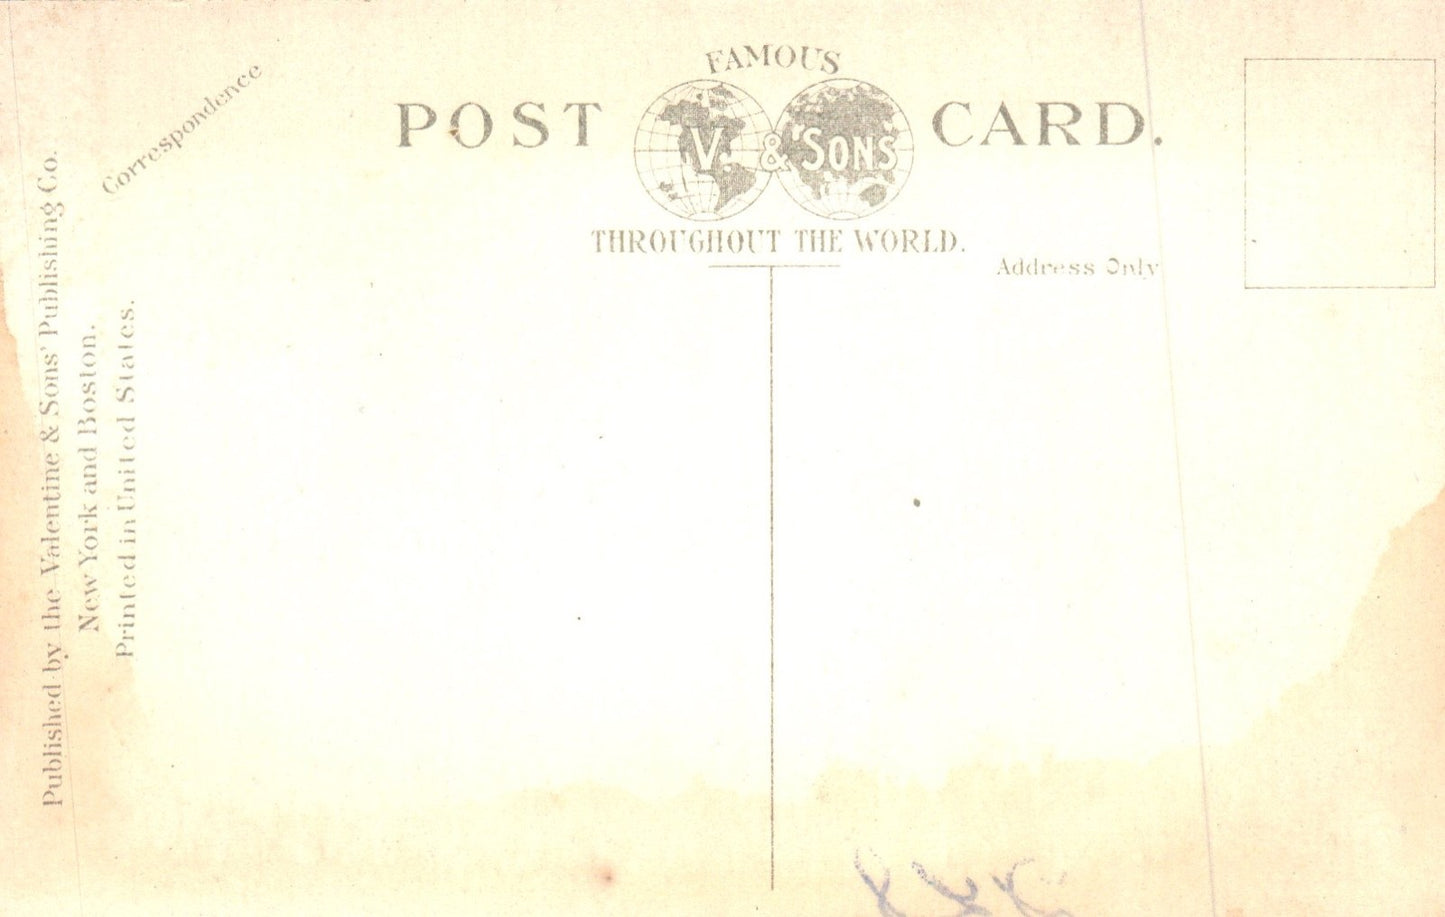 FAMOUS
POST CARD.
V. & SONS
THROUGHOUT THE WORLD.
Correspondence
Address Only
Published by the Valentine & Sons' Publishing Co.
New York and Boston.
Printed in United States.